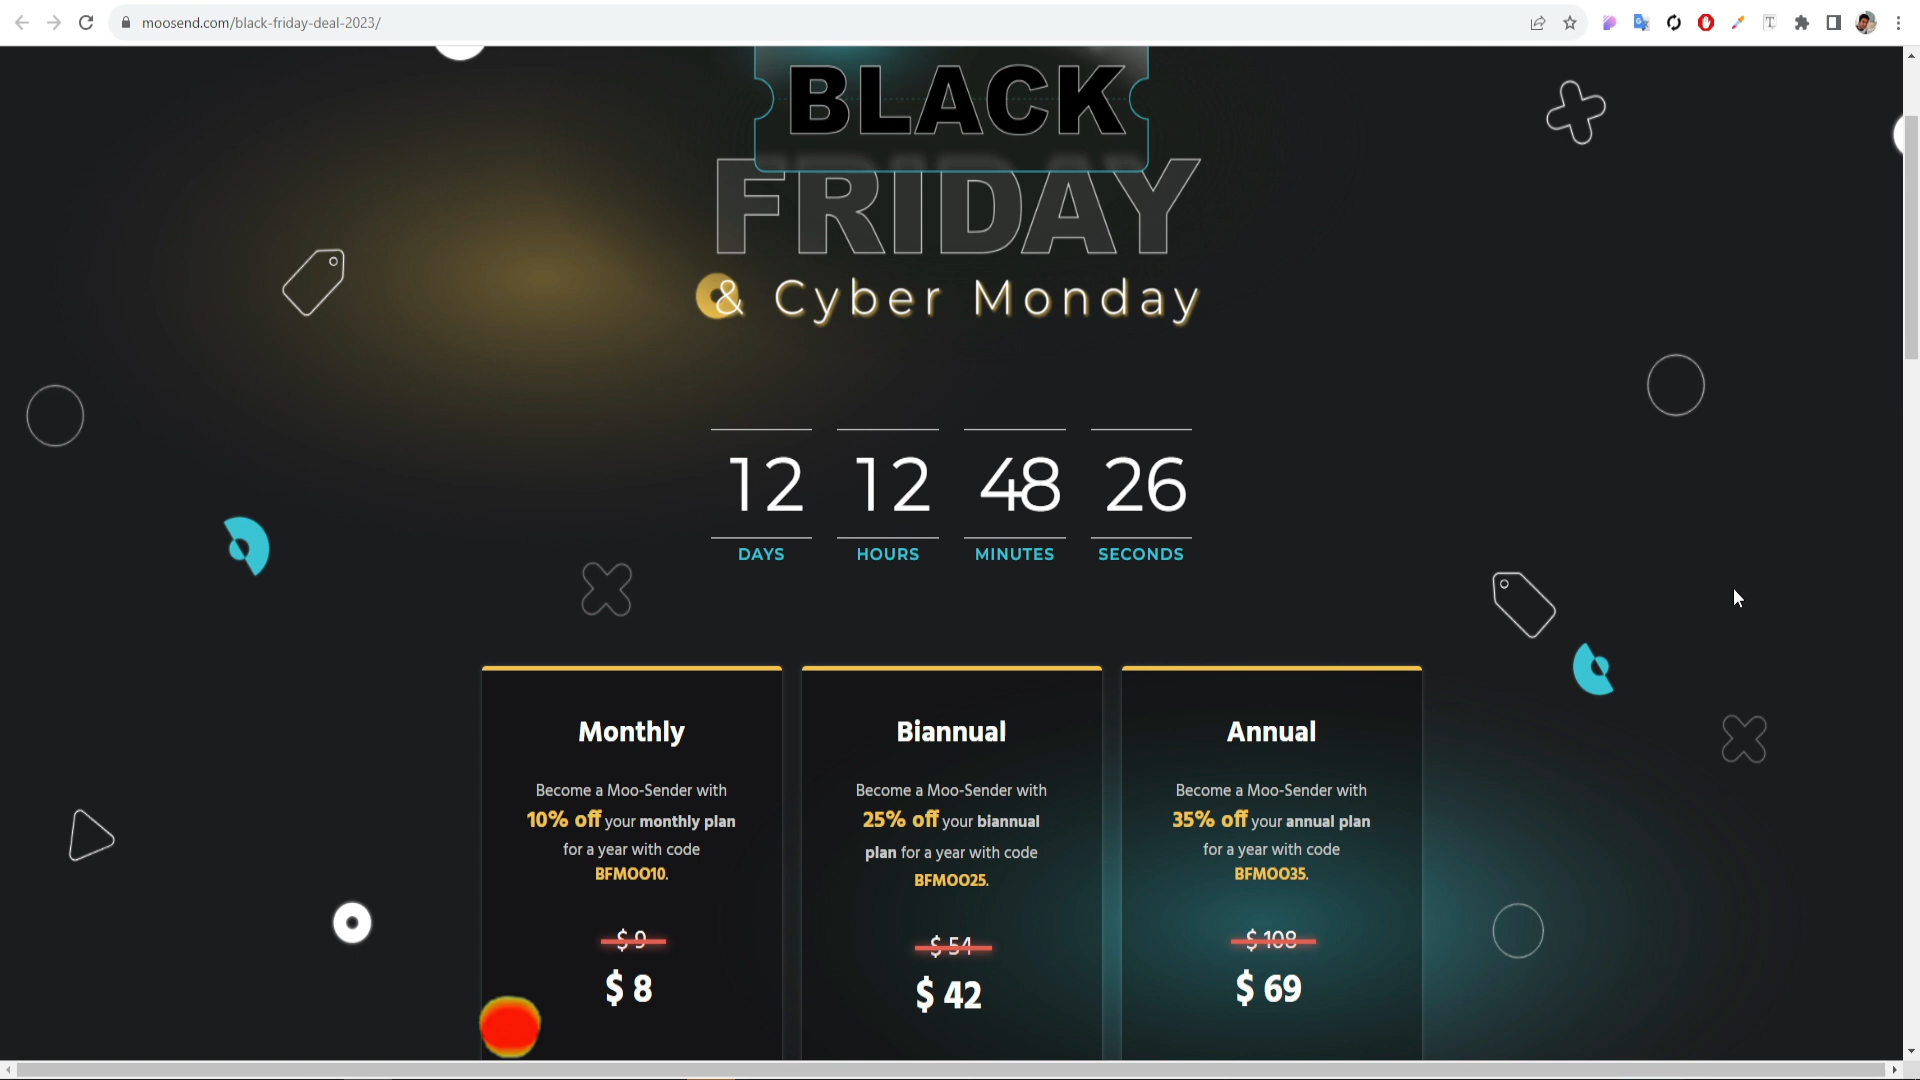 moosend.com/black-friday-deal-2023/
BLACK
FRIDAY
& Cyber Monday
12 12 48 26
DAYS HOURS MINUTES SECONDS
Monthly
Become a Moo-Sender with
10% off your monthly plan
for a year with code
BFMOO10.
$ 9
$ 8
Biannual
Become a Moo-Sender with
25% off your biannual
plan for a year with code
BFMOO25.
$ 54
$ 42
Annual
Become a Moo-Sender with
35% off your annual plan
for a year with code
BFMOO35.
$ 108
$ 69